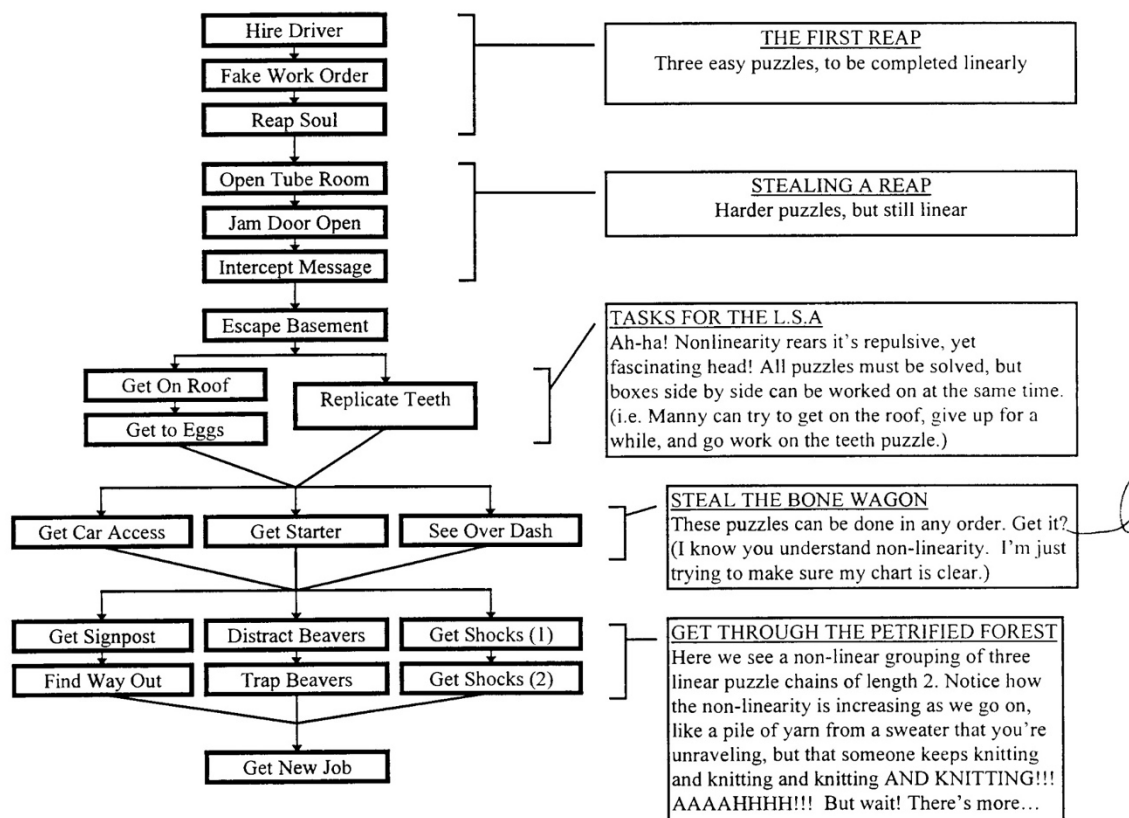 Hire Driver
Fake Work Order
Reap Soul
THE FIRST REAP
Three easy puzzles, to be completed linearly
Open Tube Room
Jam Door Open
Intercept Message
STEALING A REAP
Harder puzzles, but still linear
Escape Basement
Get On Roof
Get to Eggs
Replicate Teeth
TASKS FOR THE L.S.A
Ah-ha! Nonlinearity rears it's repulsive, yet
fascinating head! All puzzles must be solved, but
boxes side by side can be worked on at the same time.
(i.e. Manny can try to get on the roof, give up for a
while, and go work on the teeth puzzle.)
Get Car Access
Get Starter
See Over Dash
STEAL THE BONE WAGON
These puzzles can be done in any order. Get it?
(I know you understand non-linearity.  I'm just
trying to make sure my chart is clear.)
Get Signpost
Distract Beavers
Get Shocks (1)
Find Way Out
Trap Beavers
Get Shocks (2)
GET THROUGH THE PETRIFIED FOREST
Here we see a non-linear grouping of three
linear puzzle chains of length 2. Notice how
the non-linearity is increasing as we go on,
like a pile of yarn from a sweater that you're
unraveling, but that someone keeps knitting
and knitting and knitting AND KNITTING!!!
AAAAHHHH!!!  But wait! There's more…
Get New Job